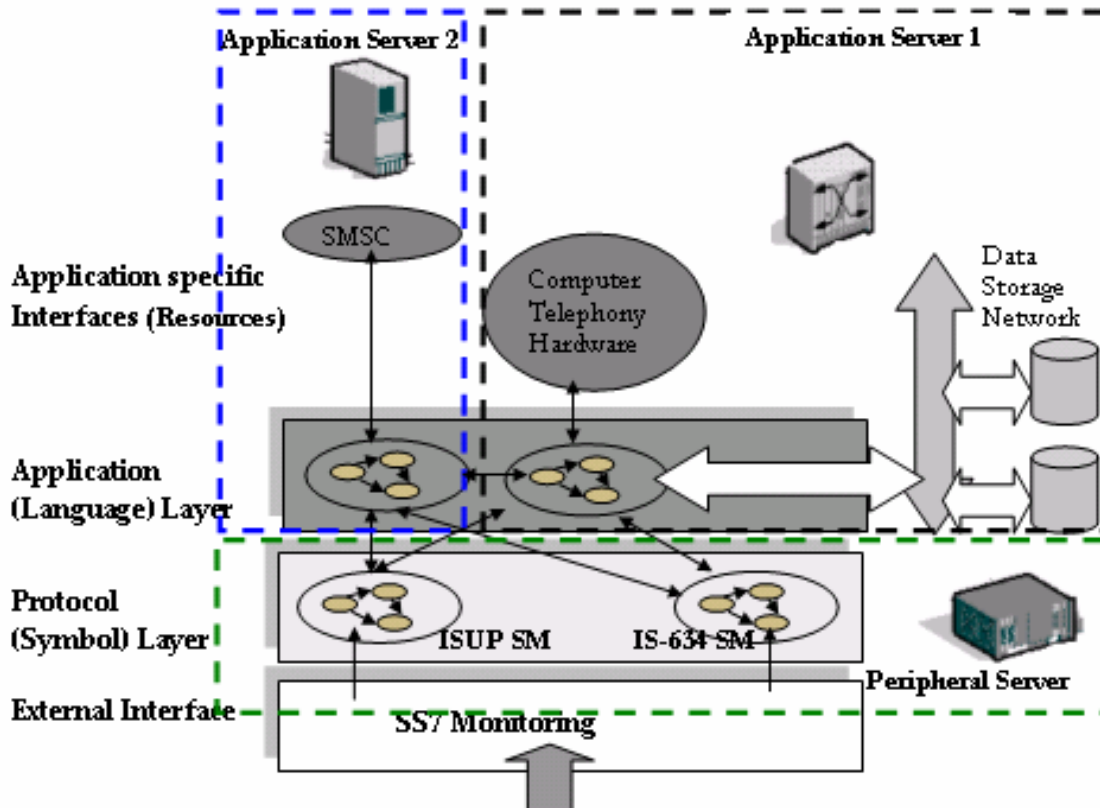 Application Server 2
Application Server 1
SMSC
Computer
Telephony
Hardware
Data
Storage
Network
Application specific
Interfaces (Resources)
Application
(Language) Layer
Protocol
(Symbol) Layer
ISUP SM
IS-634 SM
Peripheral Server
External Interface
SS7 Monitoring